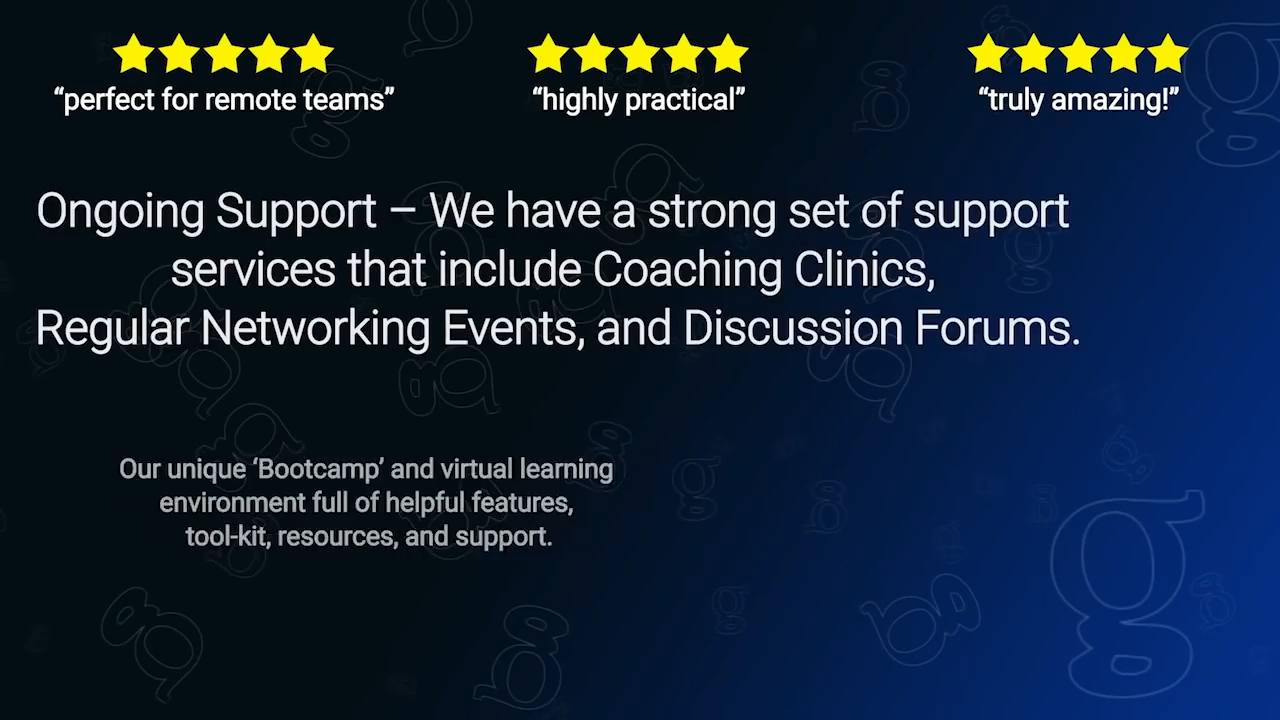 “perfect for remote teams”
“highly practical”
“truly amazing!”
Ongoing Support – We have a strong set of support
services that include Coaching Clinics,
Regular Networking Events, and Discussion Forums.
Our unique ‘Bootcamp’ and virtual learning
environment full of helpful features,
tool-kit, resources, and support.